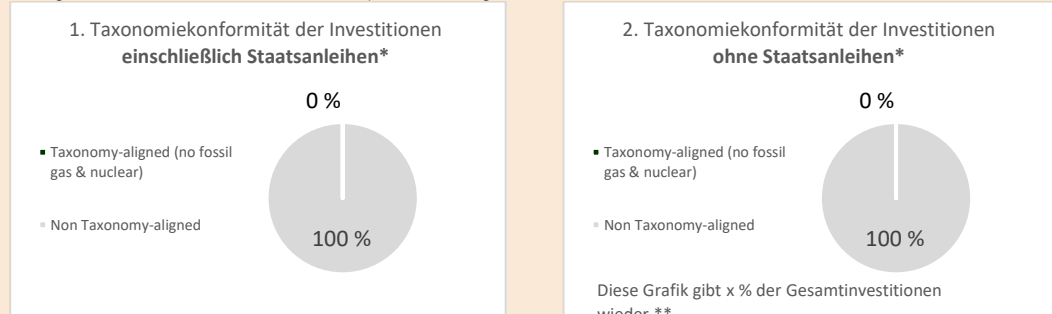 1. Taxonomiekonformität der Investitionen
einschließlich Staatsanleihen*
0 %
Taxonomy-aligned (no fossil
gas & nuclear)
Non Taxonomy-aligned
100 %
2. Taxonomiekonformität der Investitionen
ohne Staatsanleihen*
0 %
Taxonomy-aligned (no fossil
gas & nuclear)
Non Taxonomy-aligned
100 %
Diese Grafik gibt x % der Gesamtinvestitionen
wieder.**